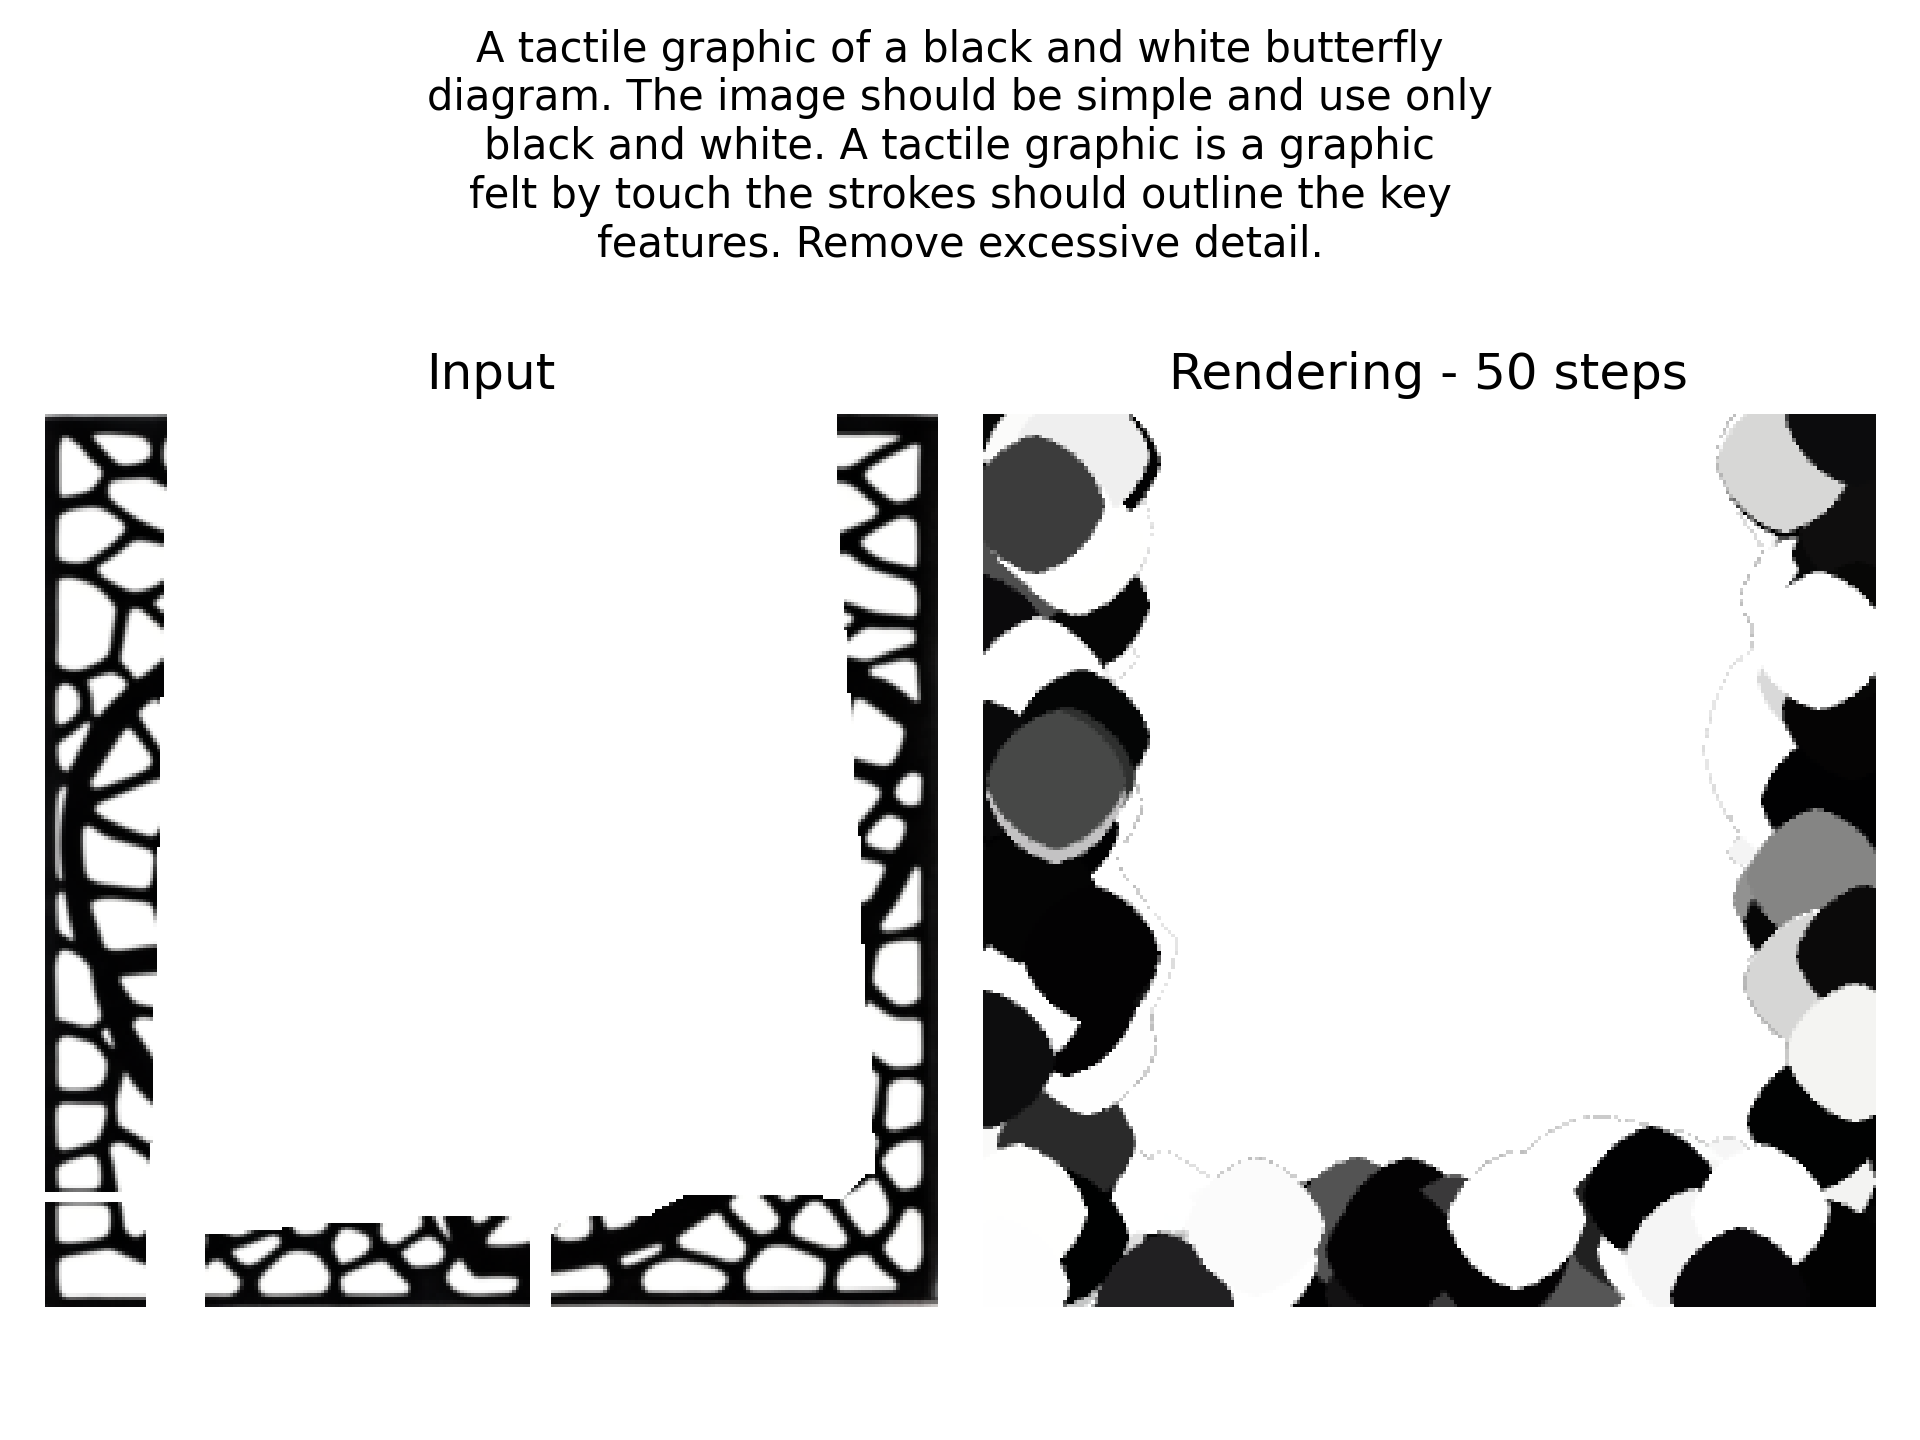 A tactile graphic of a black and white butterfly
diagram. The image should be simple and use only
black and white. A tactile graphic is a graphic
felt by touch the strokes should outline the key
features. Remove excessive detail.
Input
Rendering - 50 steps